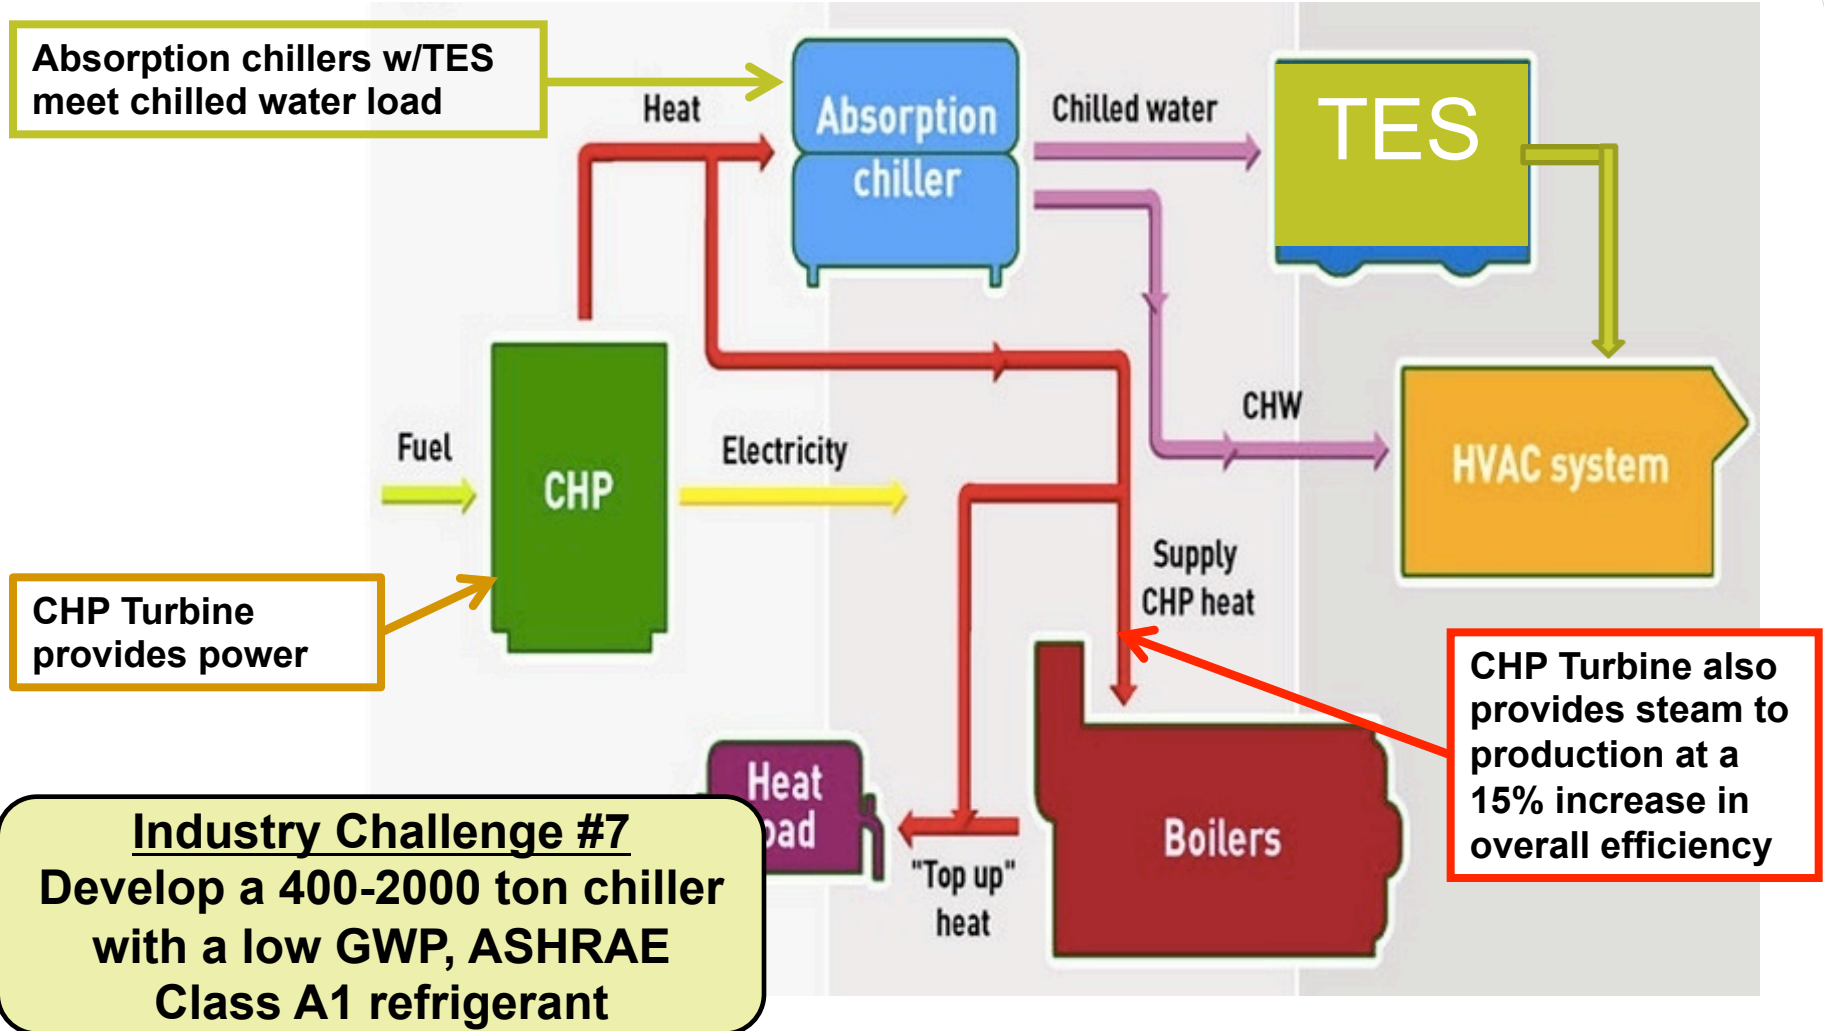 Absorption chillers w/TES
meet chilled water load
Heat
Absorption
chiller
Chilled water
TES
Fuel
CHP
Electricity
CHW
HVAC system
CHP Turbine
provides power
Supply
CHP heat
CHP Turbine also
provides steam to
production at a
15% increase in
overall efficiency
Heat
oad
"Top up"
heat
Boilers
Industry Challenge #7
Develop a 400-2000 ton chiller
with a low GWP, ASHRAE
Class A1 refrigerant